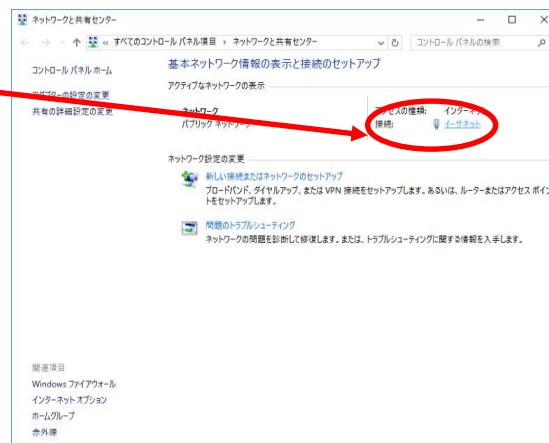 ネットワークと共有センター
« すべてのコントロール パネル項目 › ネットワークと共有センター
コントロール パネルの検索
コントロール パネル ホーム
アダプターの設定の変更
共有の詳細設定の変更
基本ネットワーク情報の表示と接続のセットアップ
アクティブなネットワークの表示
ネットワーク
パブリック ネットワーク
アクセスの種類: インターネット
接続: イーサネット
ネットワーク設定の変更
新しい接続またはネットワークのセットアップ
ブロードバンド、ダイヤルアップ、または VPN 接続をセットアップします。あるいは、ルーターまたはアクセス ポイン
トをセットアップします。
問題のトラブルシューティング
ネットワークの問題を診断して修復します。または、トラブルシューティングに関する情報を入手します。
関連項目
Windows ファイアウォール
インターネット オプション
ホームグループ
赤外線